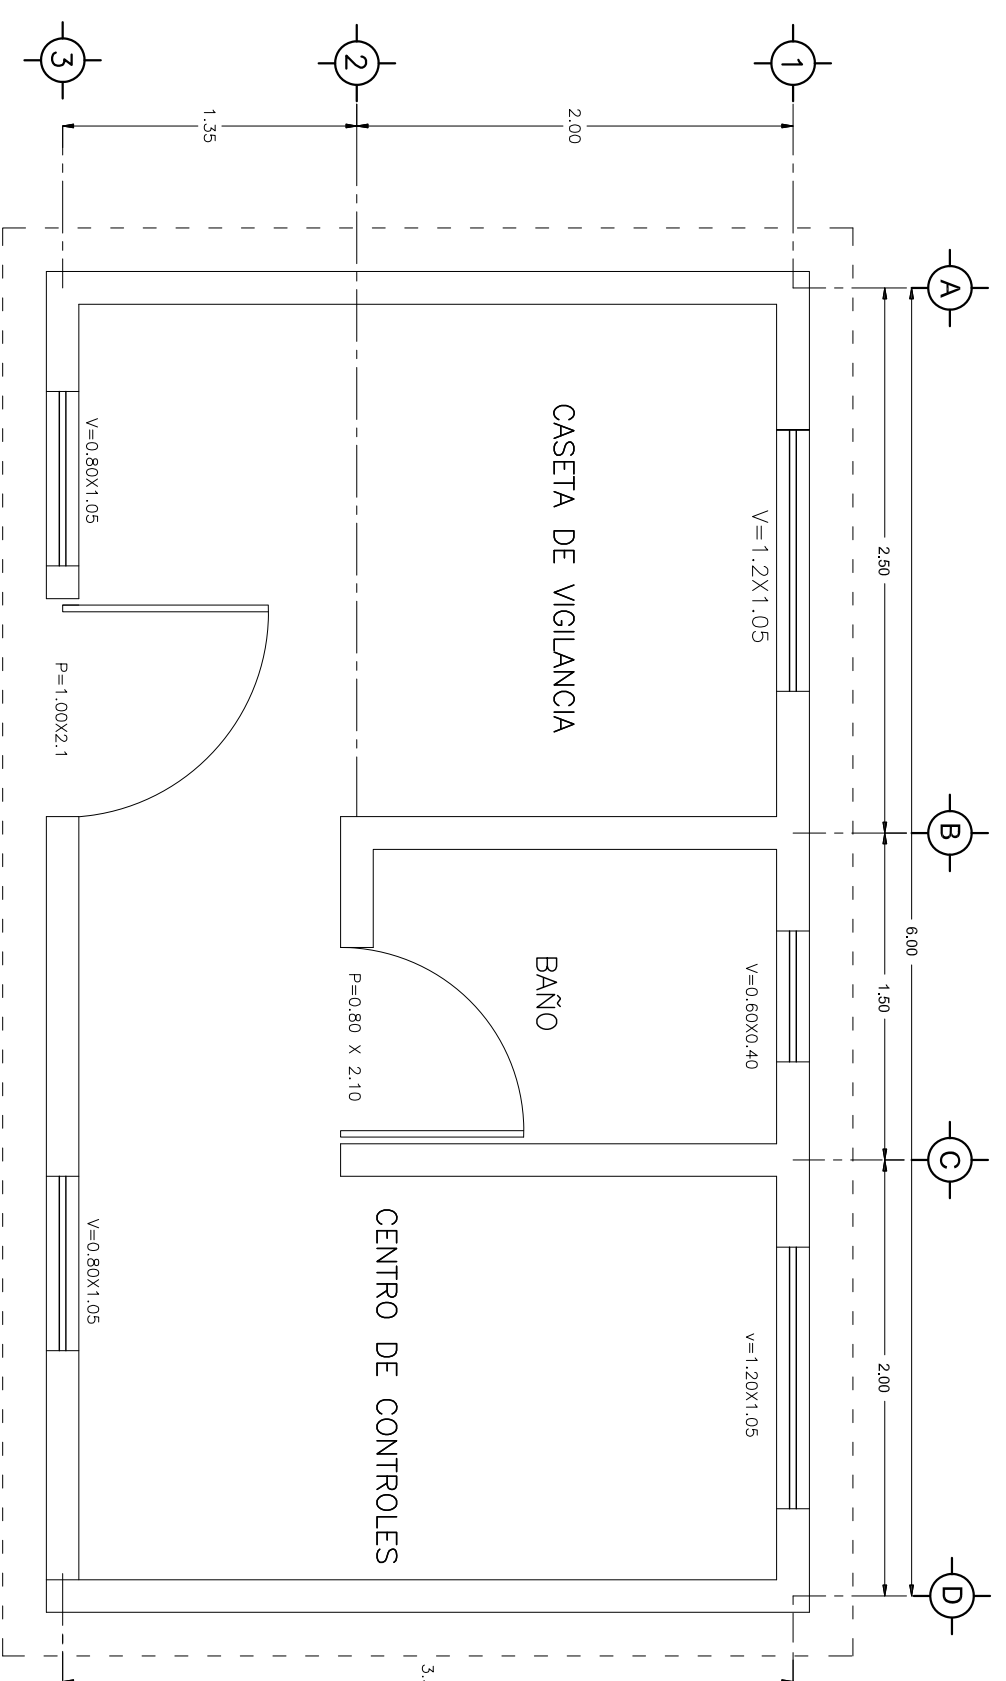 A
B
C
D
6.00
2.50
1.50
2.00
1
2
3
2.00
1.35
V=1.2X1.05
V=0.60X0.40
v=1.20X1.05
CASETA DE VIGILANCIA
BAÑO
CENTRO DE CONTROLES
P=0.80 X 2.10
V=0.80X1.05
P=1.00X2.1
V=0.80X1.05